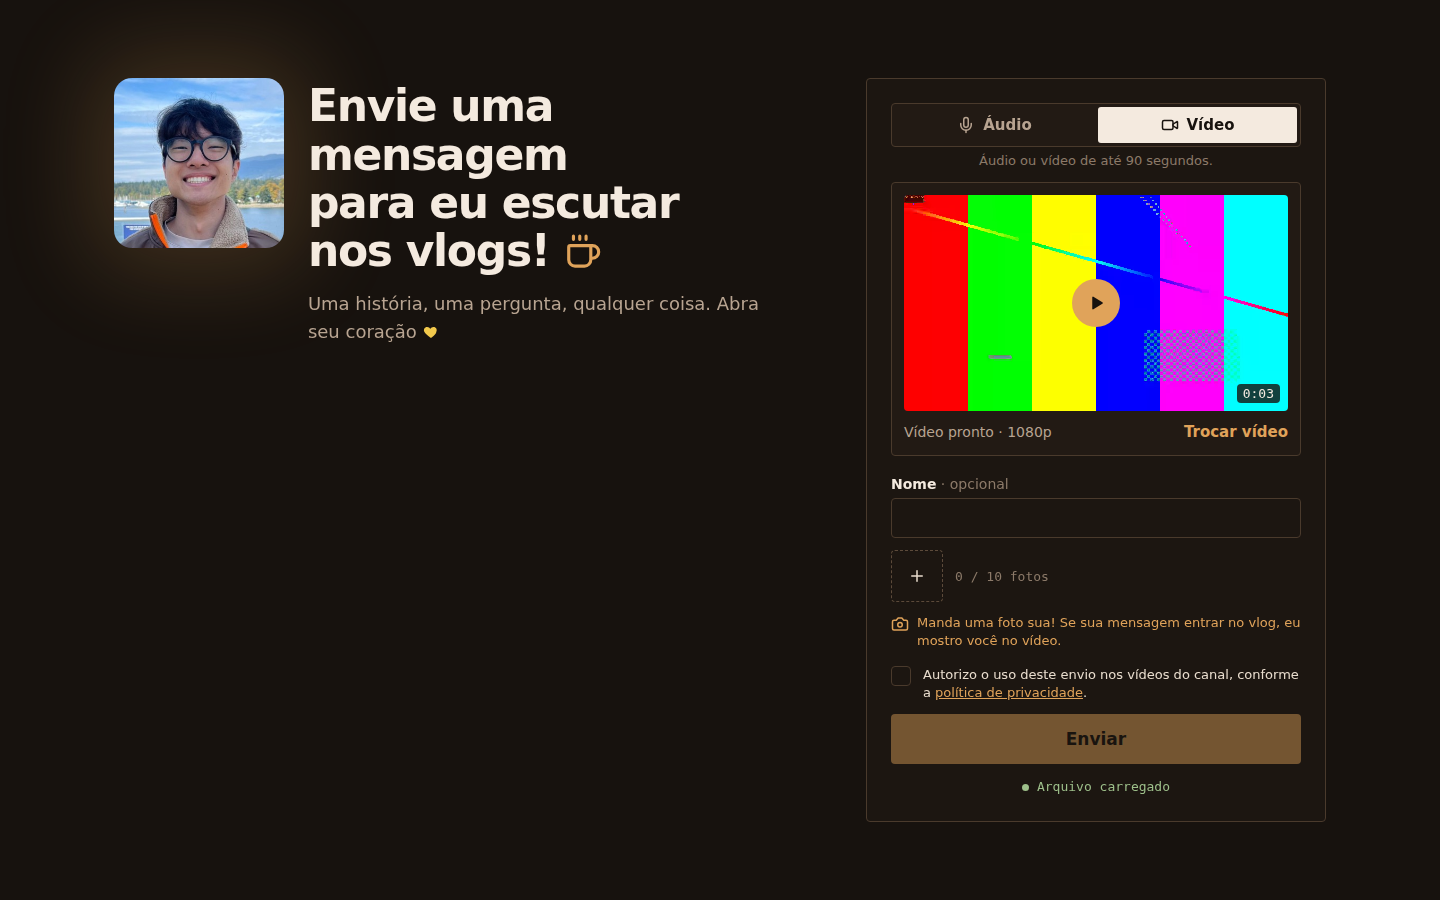 Envie uma
mensagem
para eu escutar
nos vlogs!
Uma história, uma pergunta, qualquer coisa. Abra
seu coração 💛
Áudio
Vídeo
Áudio ou vídeo de até 90 segundos.
0:03
Vídeo pronto · 1080p
Trocar vídeo
Nome · opcional
+
0 / 10 fotos
Manda uma foto sua! Se sua mensagem entrar no vlog, eu
mostro você no vídeo.
Autorizo o uso deste envio nos vídeos do canal, conforme
a política de privacidade.
Enviar
● Arquivo carregado